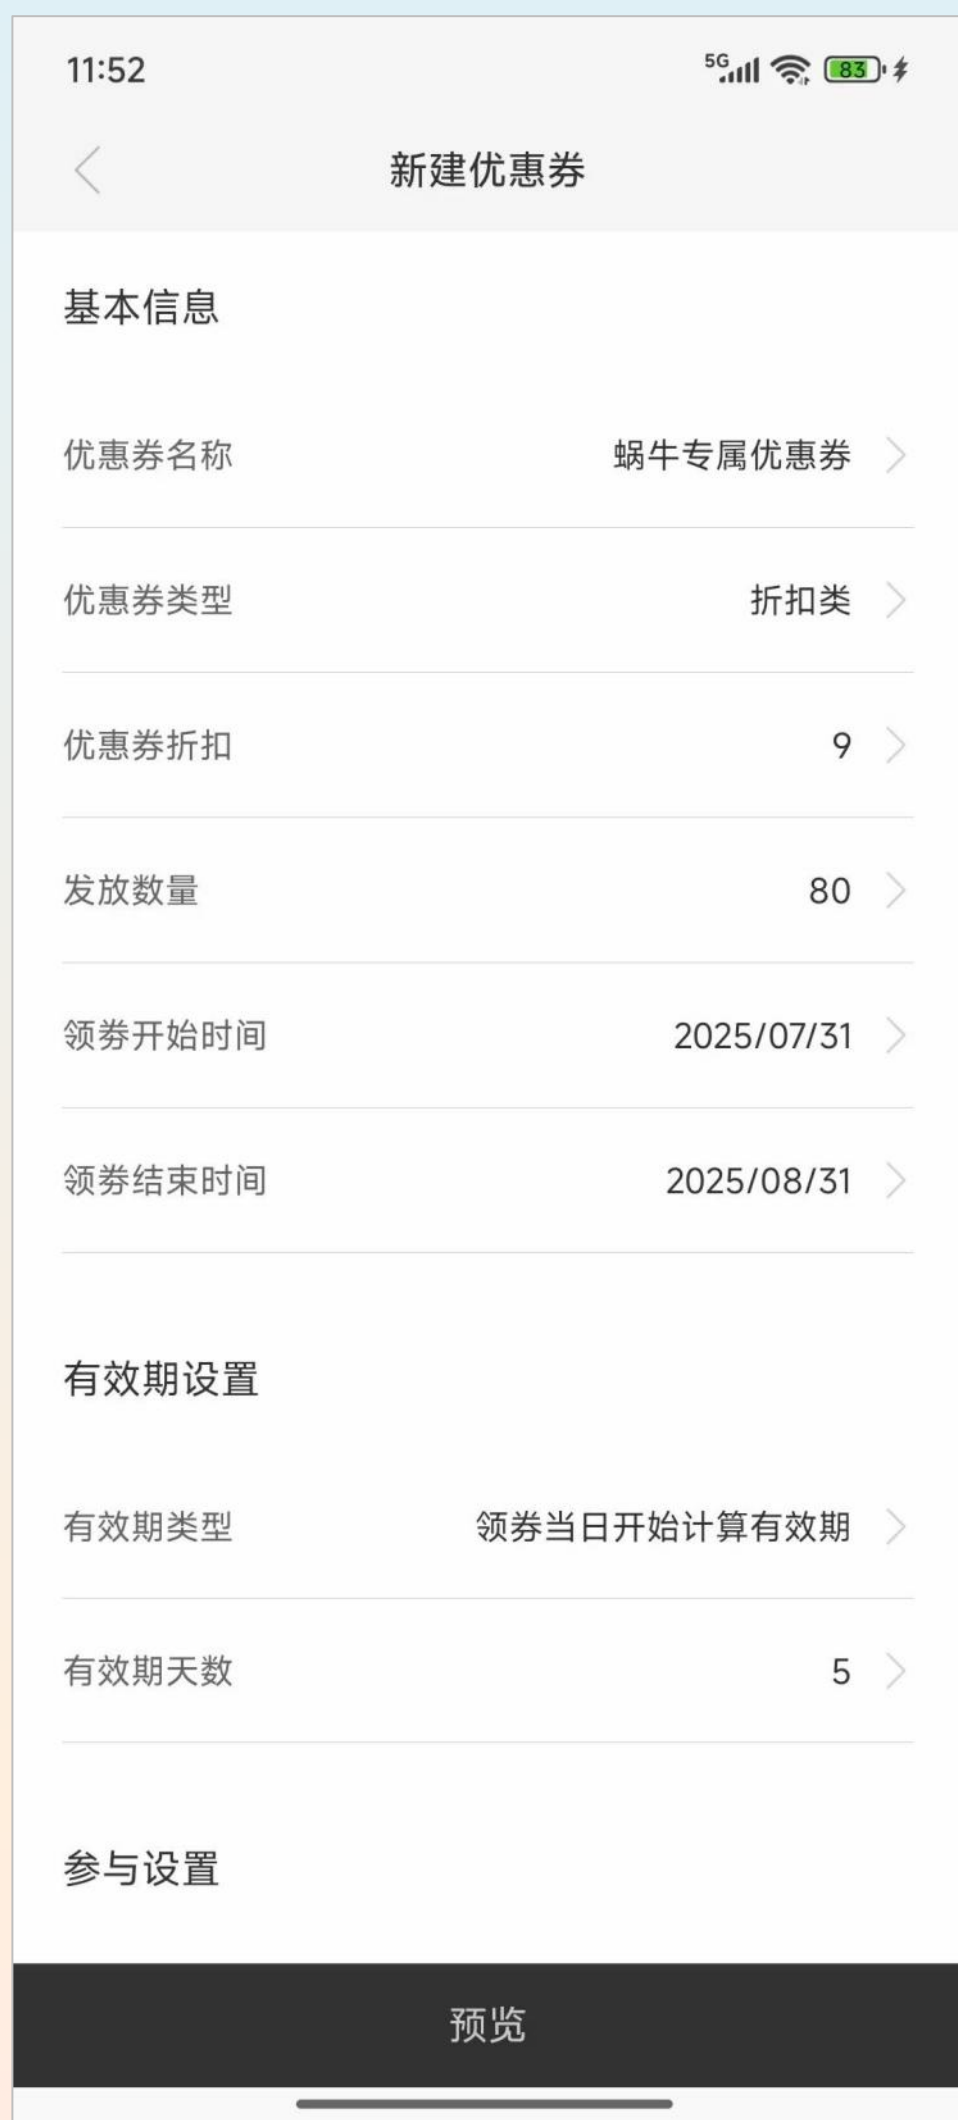 11:52
5G 83
新建优惠券
基本信息
优惠券名称 蜗牛专属优惠券
优惠券类型 折扣类
优惠券折扣 9
发放数量 80
领劵开始时间 2025/07/31
领劵结束时间 2025/08/31
有效期设置
有效期类型 领券当日开始计算有效期
有效期天数 5
参与设置
预览